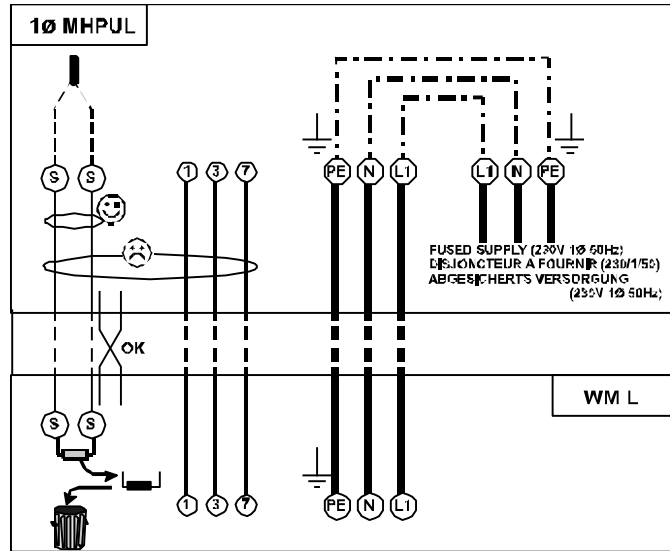 1Ø MHPUL
S S 1 3 7 PE N L1 L1 N PE
FUSED SUPPLY (230V 1Ø 50Hz)
DISJONCTEUR A FOURNIR (230/1/50)
ABGESICHERTS VERSORGUNG
(230V 1Ø 50Hz)
OK
WM L
S S
1 3 7 PE N L1